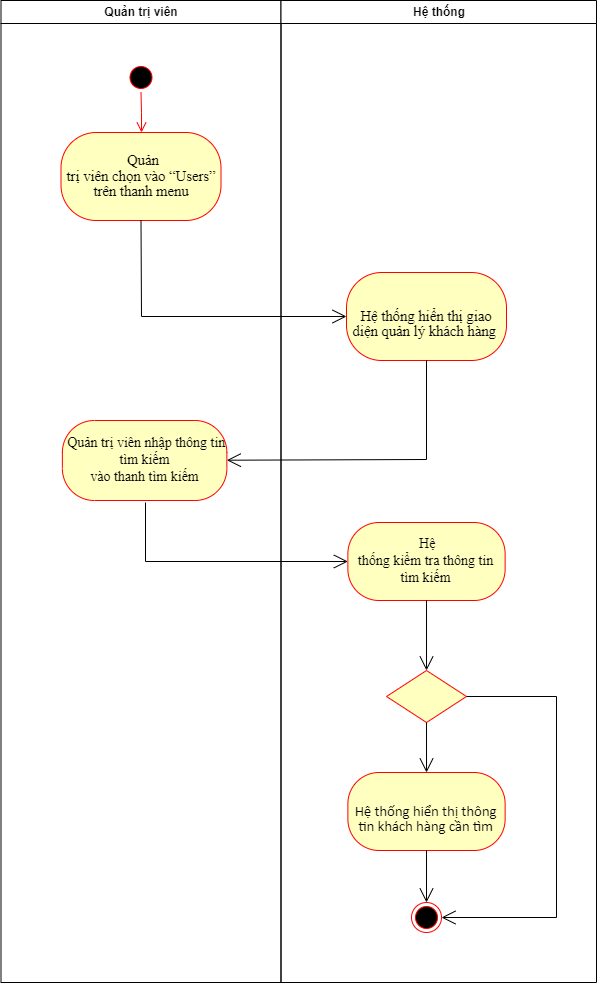 Quản trị viên
Hệ thống
Quản
trị viên chọn vào “Users”
trên thanh menu
Hệ thống hiển thị giao
diện quản lý khách hàng
Quản trị viên nhập thông tin
tìm kiếm
vào thanh tìm kiếm
Hệ
thống kiểm tra thông tin
tìm kiếm
Hệ thống hiển thị thông
tin khách hàng cần tìm